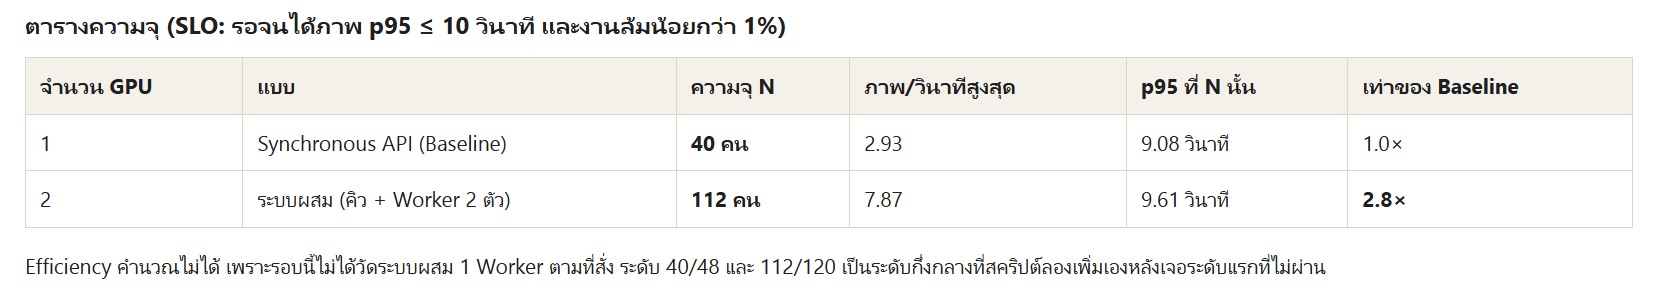 ตารางความจุ (SLO: รอจนได้ภาพ p95 ≤ 10 วินาที และงานล้มน้อยกว่า 1%)
จำนวน GPU แบบ ความจุ N ภาพ/วินาทีสูงสุด p95 ที่ N นั้น เท่าของ Baseline
1 Synchronous API (Baseline) 40 คน 2.93 9.08 วินาที 1.0×
2 ระบบผสม (คิว + Worker 2 ตัว) 112 คน 7.87 9.61 วินาที 2.8×
Efficiency คำนวณไม่ได้ เพราะรอบนี้ไม่ได้วัดระบบผสม 1 Worker ตามที่สั่ง ระดับ 40/48 และ 112/120 เป็นระดับกึ่งกลางที่สคริปต์ลองเพิ่มเองหลังเจอระดับแรกที่ไม่ผ่าน